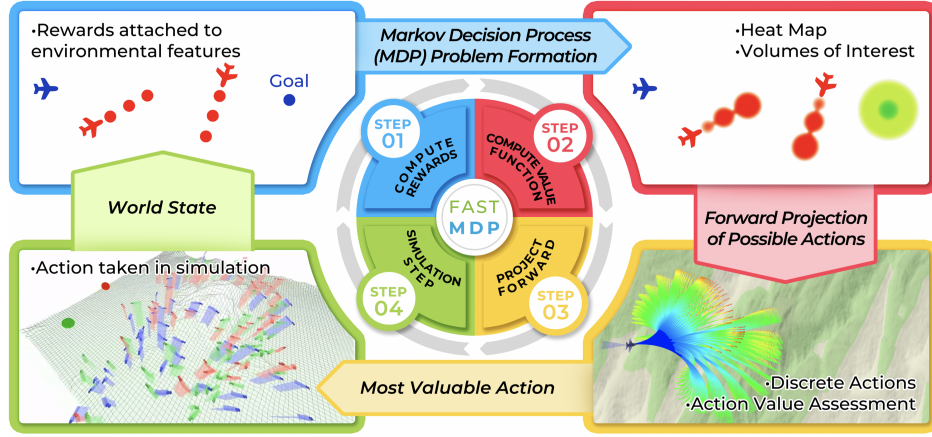 •Rewards attached to
environmental features
Goal
Markov Decision Process
(MDP) Problem Formation
•Heat Map
•Volumes of Interest
STEP
01
COMPUTE
REWARDS
STEP
02
COMPUTE VALUE
FUNCTION
FAST
MDP
World State
Forward Projection
of Possible Actions
•Action taken in simulation
STEP
04
SIMULATION
STEP
STEP
03
PROJECT
FORWARD
Most Valuable Action
•Discrete Actions
•Action Value Assessment